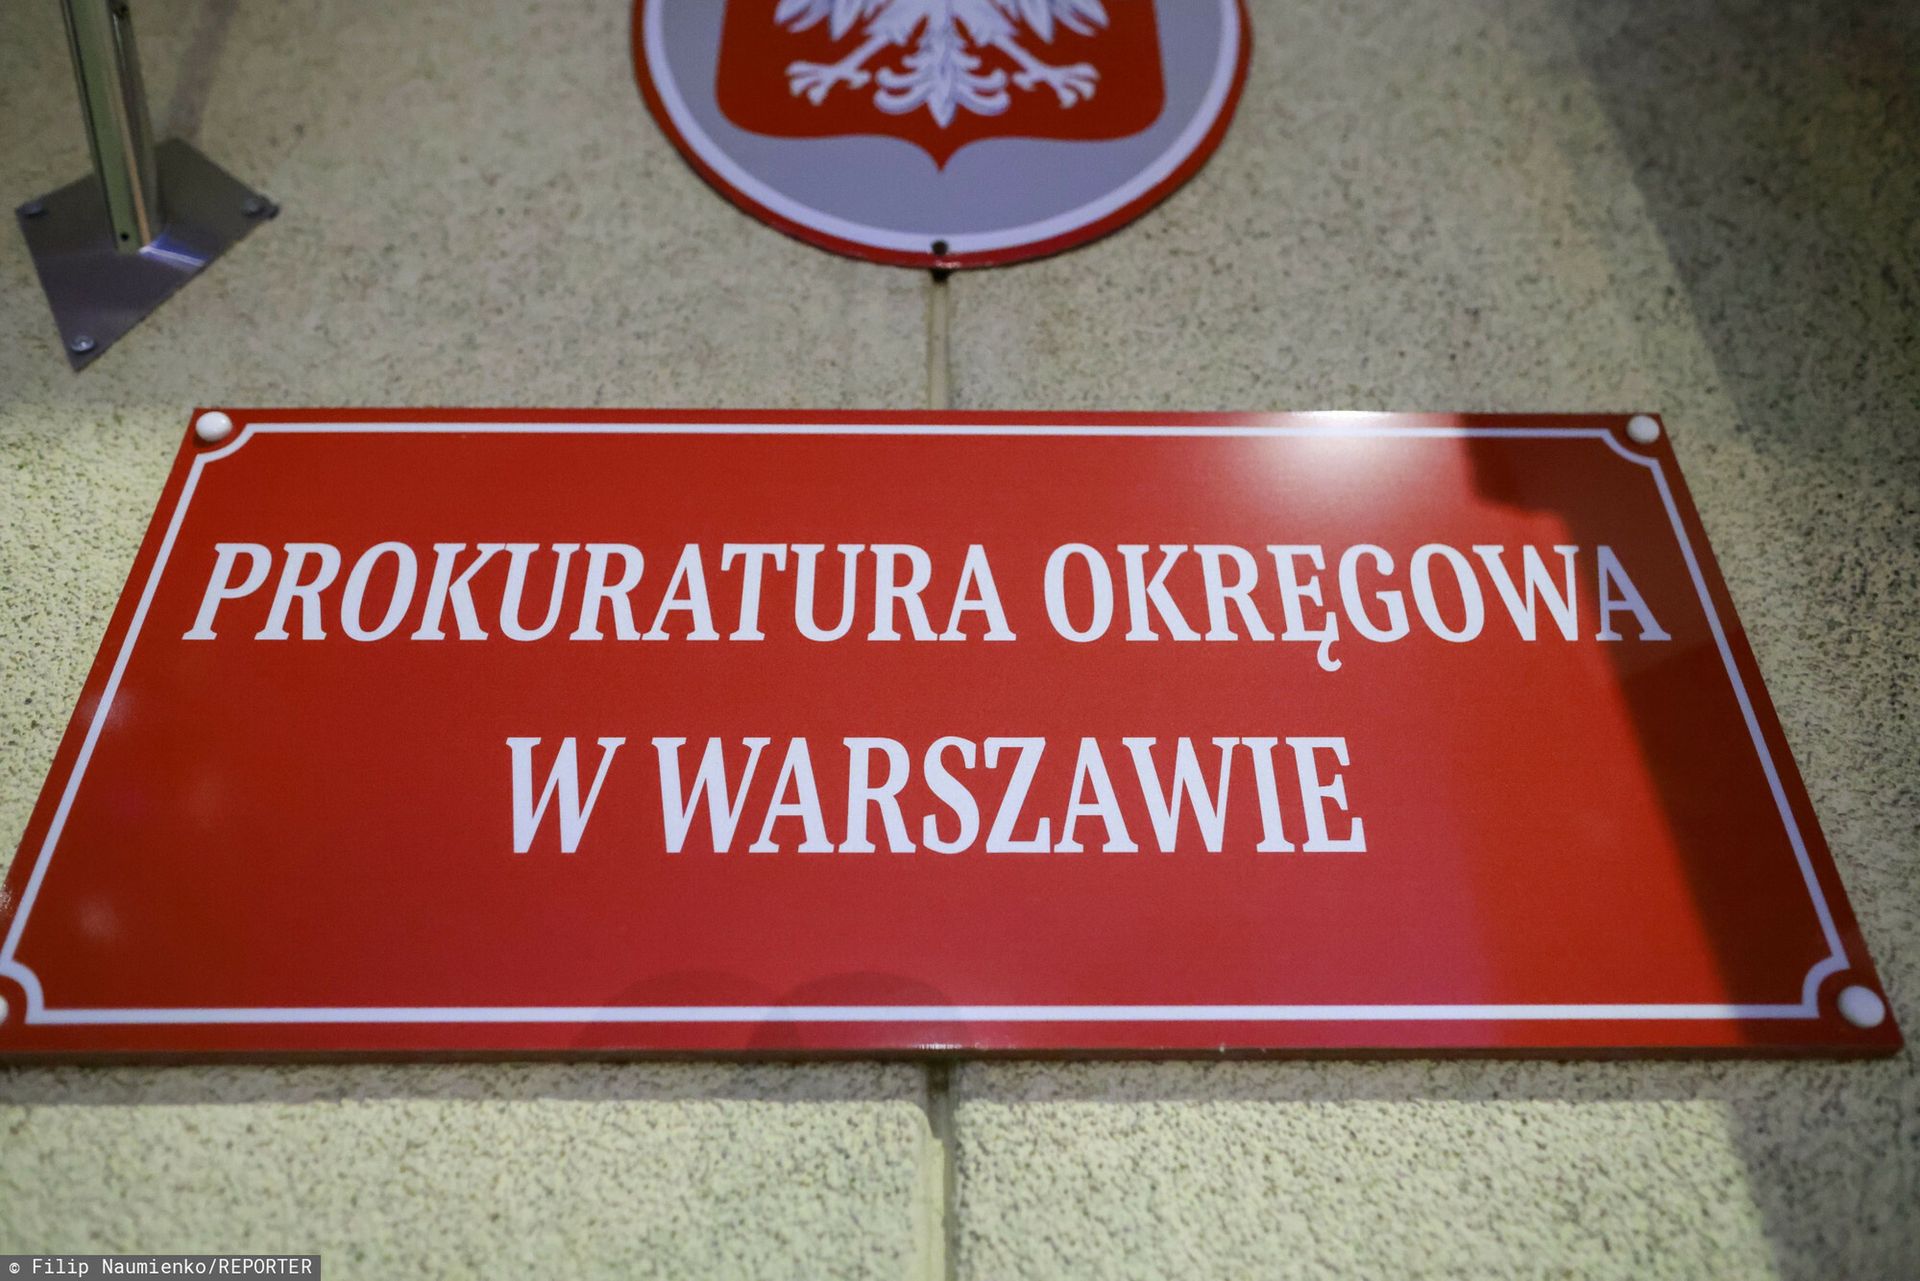 PROKURATURA OKRĘGOWA
W WARSZAWIE
© Filip Naumienko/REPORTER